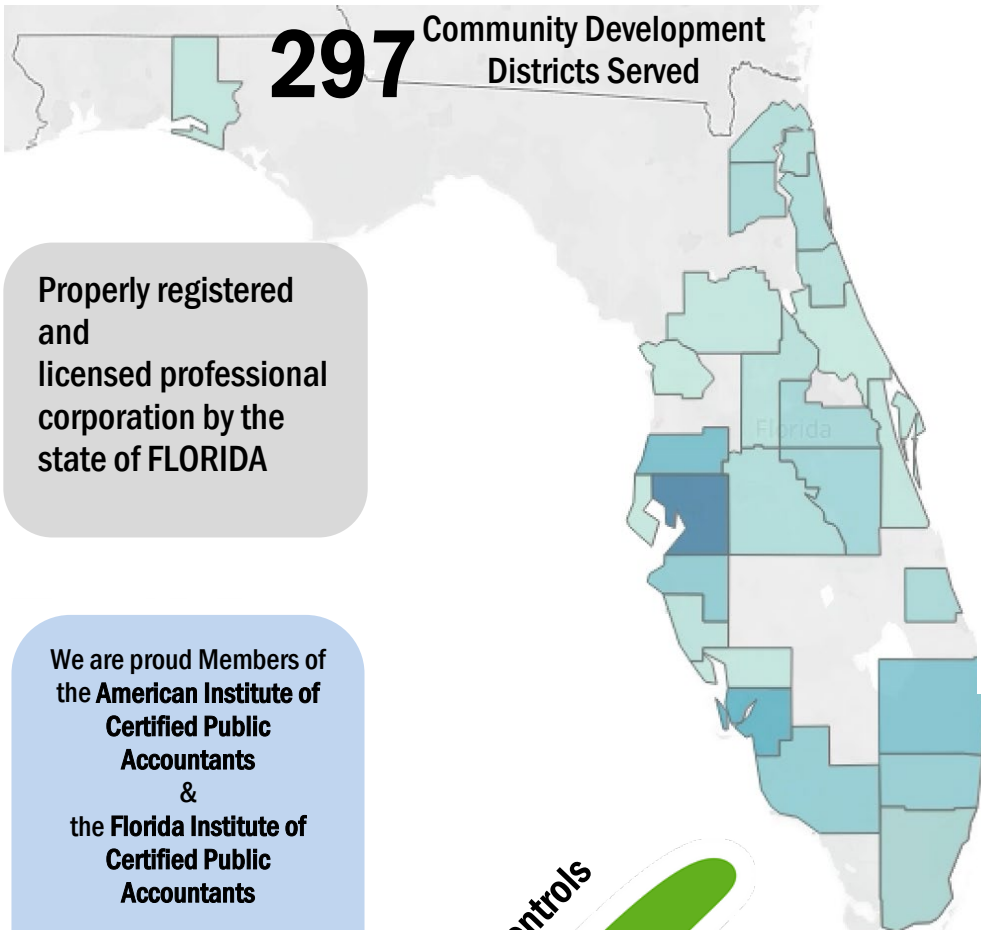 297
Community Development
Districts Served
Florida
Properly registered
and
licensed professional
corporation by the
state of FLORIDA
We are proud Members of
the American Institute of
Certified Public
Accountants
&
the Florida Institute of
Certified Public
Accountants